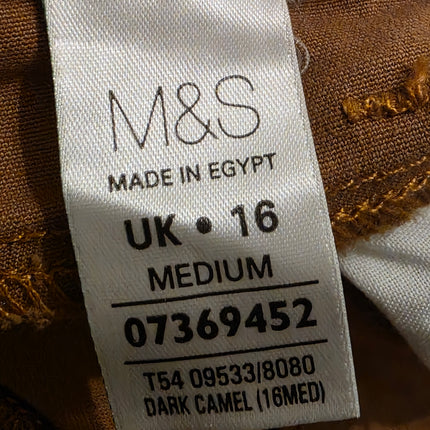 M&S
MADE IN EGYPT
UK • 16
MEDIUM
07369452
T54 09533/8080
DARK CAMEL (16MED)